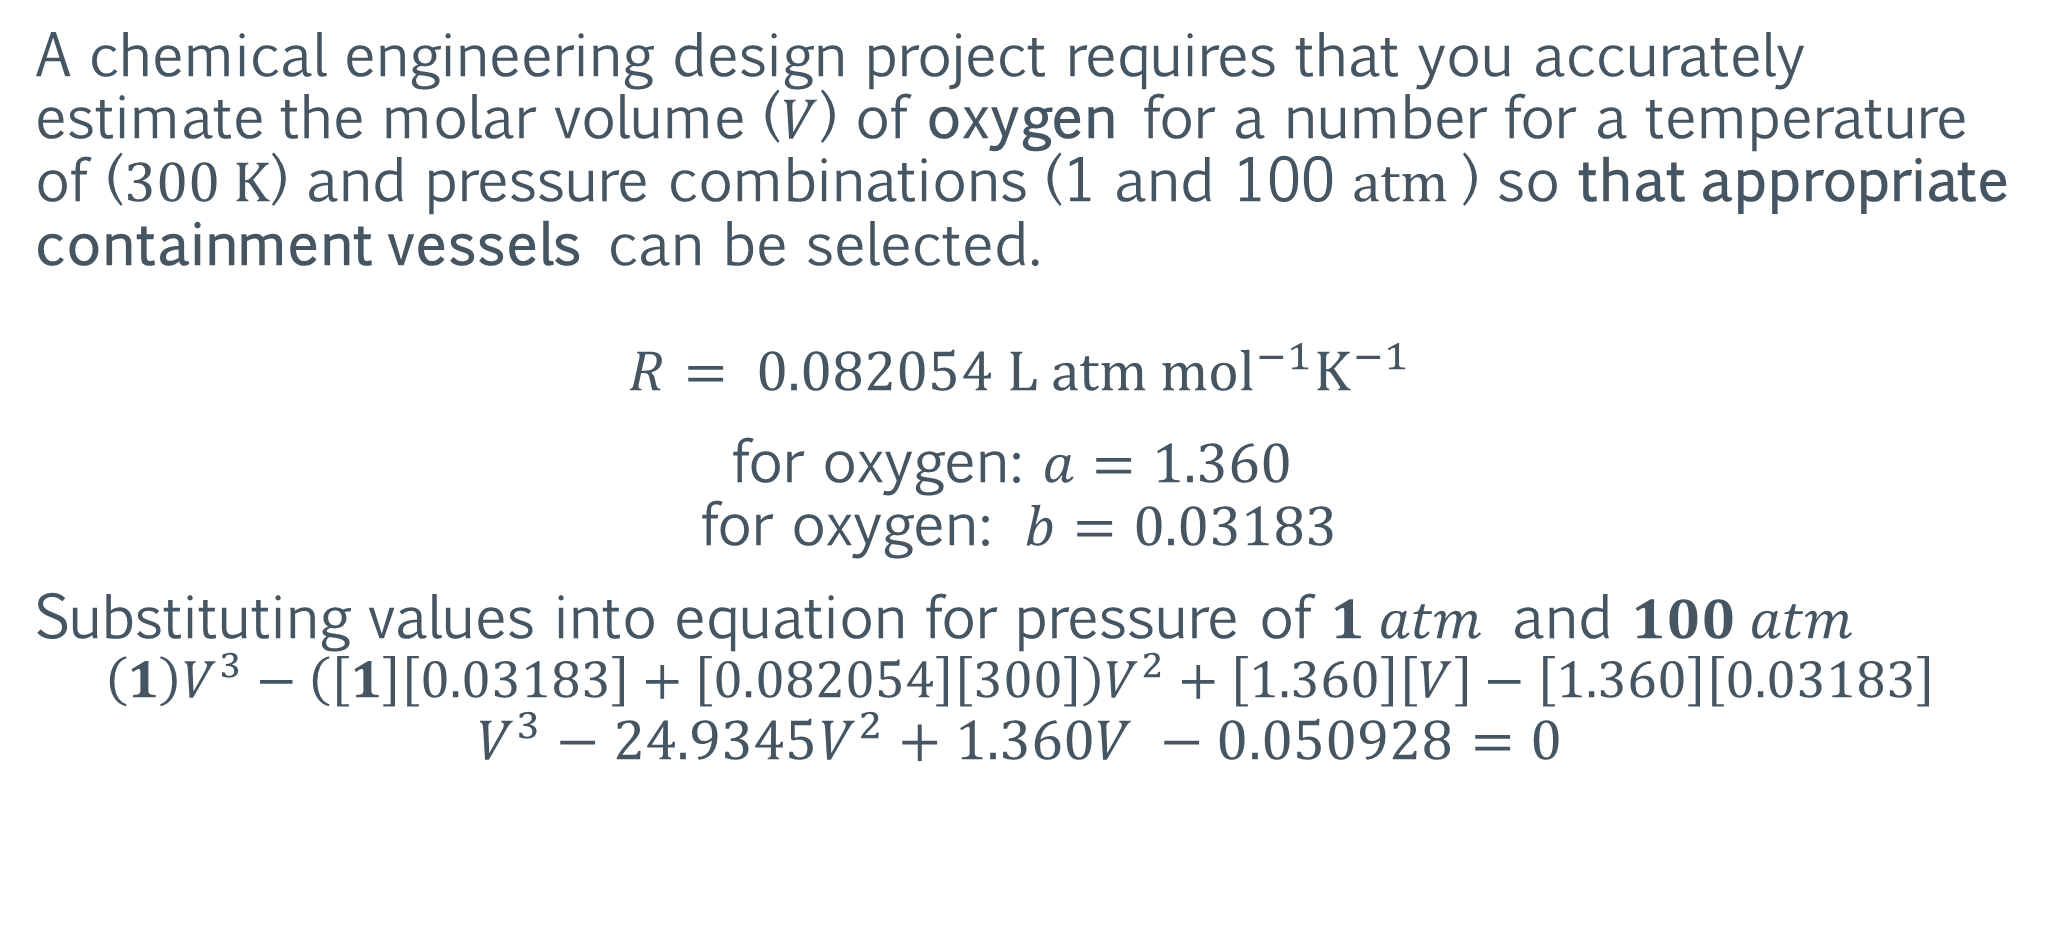 A chemical engineering design project requires that you accurately
estimate the molar volume (V) of oxygen for a number for a temperature
of (300 K) and pressure combinations (1 and 100 atm ) so that appropriate
containment vessels can be selected.
R = 0.082054 L atm mol⁻¹K⁻¹
for oxygen: a = 1.360
for oxygen: b = 0.03183
Substituting values into equation for pressure of 1 atm and 100 atm
(1)V³ − ([1][0.03183] + [0.082054][300])V² + [1.360][V] − [1.360][0.03183]
V³ − 24.9345V² + 1.360V − 0.050928 = 0